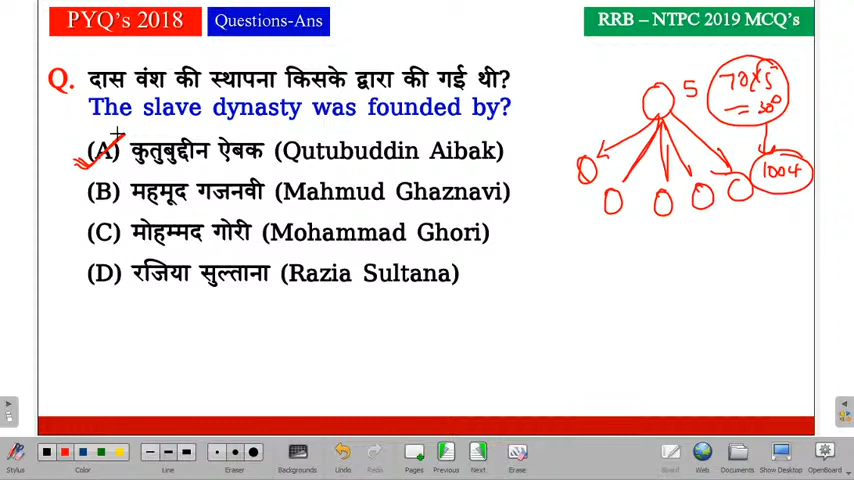 PYQ's 2018
Questions-Ans
RRB – NTPC 2019 MCQ's
Q. दास वंश की स्थापना किसके द्वारा की गई थी?
The slave dynasty was founded by?
(A) कुतुबुद्दीन ऐबक (Qutubuddin Aibak)
(B) महमूद गजनवी (Mahmud Ghaznavi)
(C) मोहम्मद गोरी (Mohammad Ghori)
(D) रजिया सुल्ताना (Razia Sultana)
5
1004
Stylus
Color
Line
Eraser
Backgrounds
Undo
Redo
Pages
Previous
Next
Erase
Board
Web
Documents
Show Desktop
OpenBoard